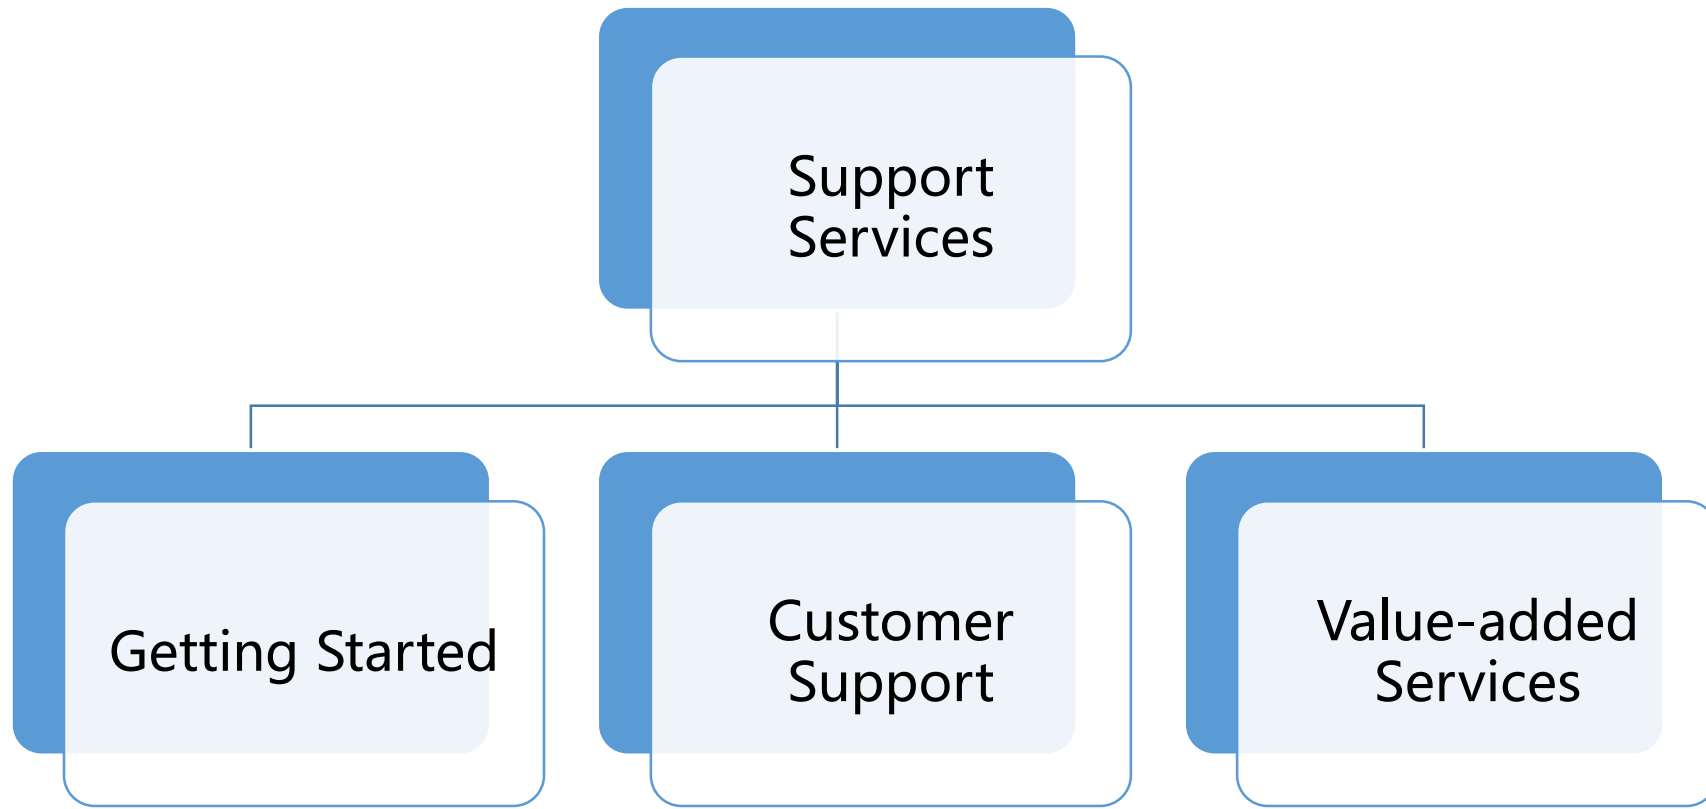 Support
Services
Getting Started
Customer
Support
Value-added
Services